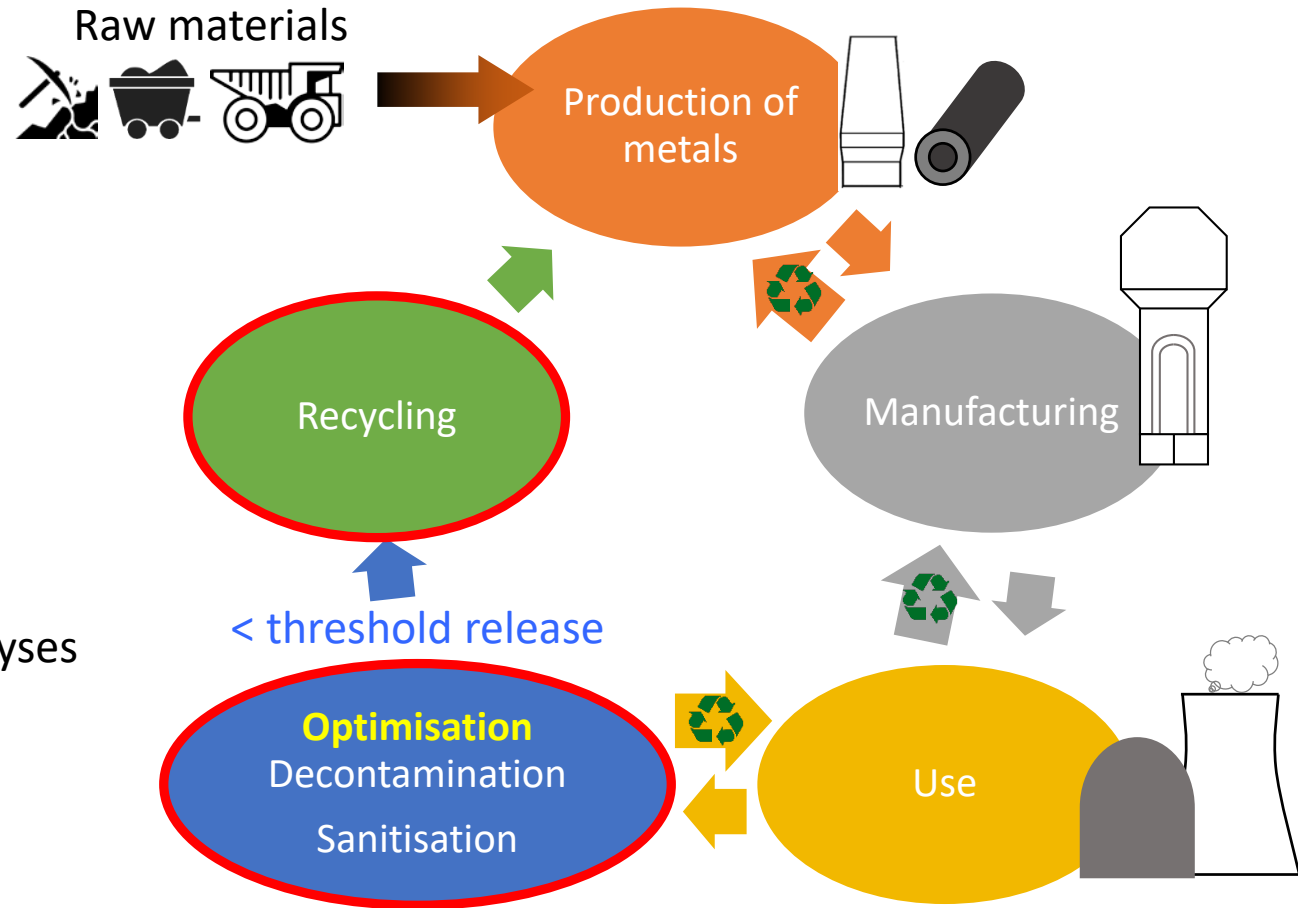 Raw materials
Production of
metals
Recycling
Manufacturing
< threshold release
yses
Optimisation
Decontamination
Sanitisation
Use